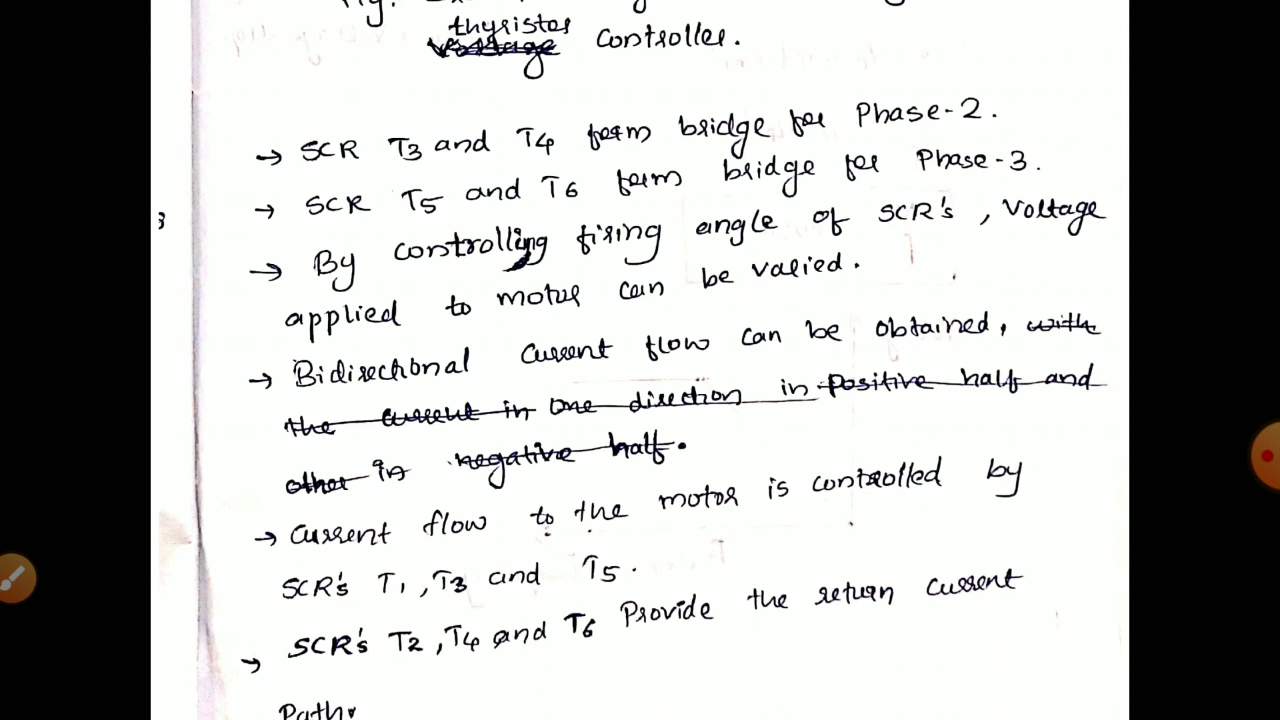 Fig.
thyristor
voltage controller.
→ SCR T3 and T4 form bridge for Phase-2.
→ SCR T5 and T6 form bridge for Phase-3.
→ By controlling firing angle of SCR's, Voltage
applied to motor can be varied.
→ Bidirectional current flow can be obtained, with
the current in one direction in positive half and
other in negative half.
→ Current flow to the motor is controlled by
SCR's T1, T3 and T5.
→ SCR's T2, T4 and T6 Provide the return current
Path.